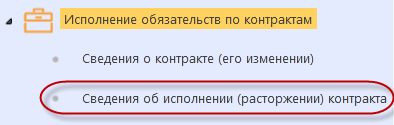 Исполнение обязательств по контрактам
Сведения о контракте (его изменении)
Сведения об исполнении (расторжении) контракта